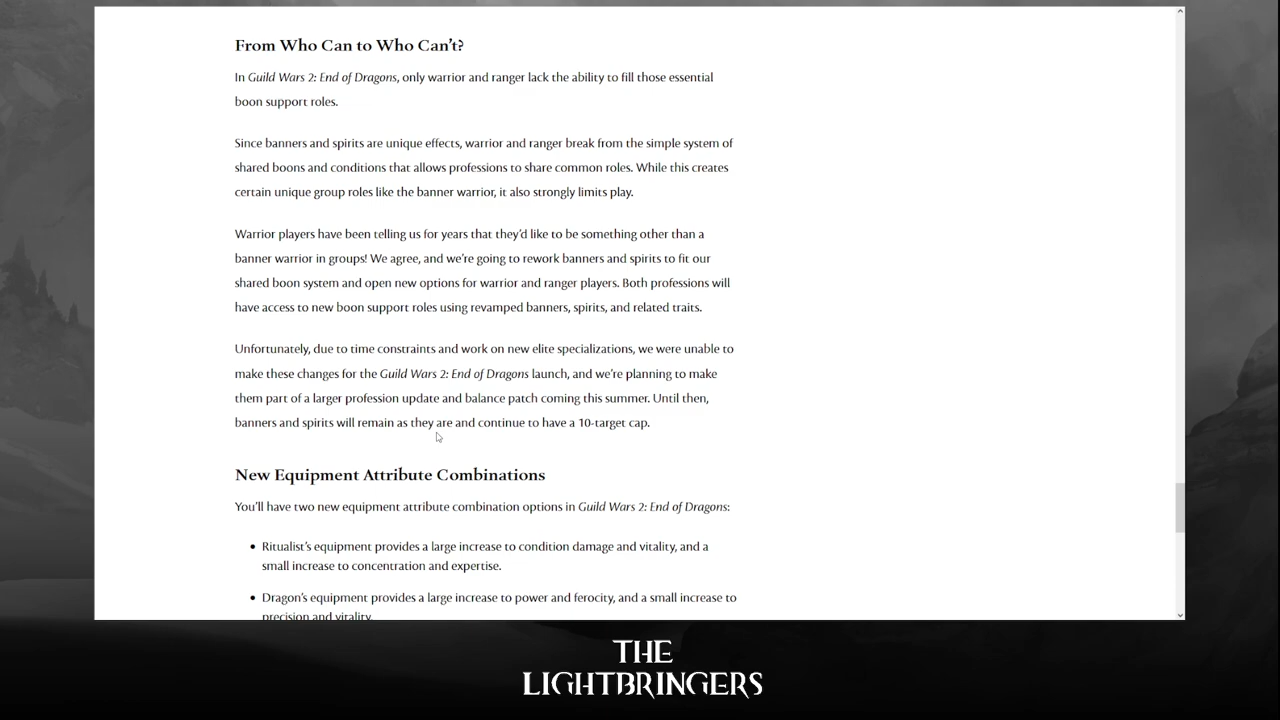 From Who Can to Who Can't?
In Guild Wars 2: End of Dragons, only warrior and ranger lack the ability to fill those essential
boon support roles.
Since banners and spirits are unique effects, warrior and ranger break from the simple system of
shared boons and conditions that allows professions to share common roles. While this creates
certain unique group roles like the banner warrior, it also strongly limits play.
Warrior players have been telling us for years that they'd like to be something other than a
banner warrior in groups! We agree, and we're going to rework banners and spirits to fit our
shared boon system and open new options for warrior and ranger players. Both professions will
have access to new boon support roles using revamped banners, spirits, and related traits.
Unfortunately, due to time constraints and work on new elite specializations, we were unable to
make these changes for the Guild Wars 2: End of Dragons launch, and we're planning to make
them part of a larger profession update and balance patch coming this summer. Until then,
banners and spirits will remain as they are and continue to have a 10-target cap.
New Equipment Attribute Combinations
You'll have two new equipment attribute combination options in Guild Wars 2: End of Dragons:
• Ritualist's equipment provides a large increase to condition damage and vitality, and a
small increase to concentration and expertise.
• Dragon's equipment provides a large increase to power and ferocity, and a small increase to
precision and vitality.
THE
LIGHTBRINGERS